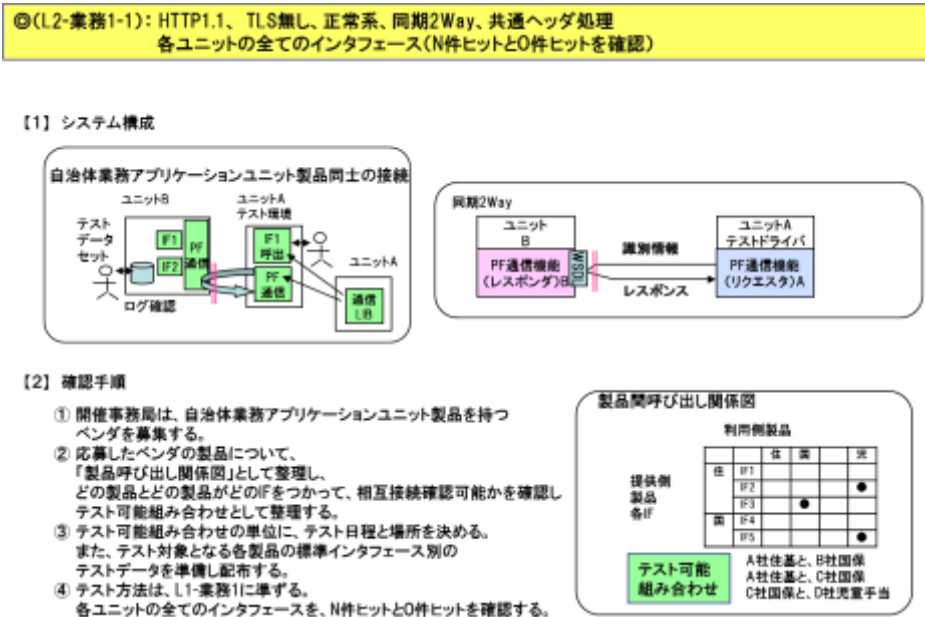 ◎(L2-業務1-1): HTTP1.1、 TLS無し、正常系、同期2Way、共通ヘッダ処理
各ユニットの全てのインタフェース(N件ヒットと0件ヒットを確認)
【1】 システム構成
自治体業務アプリケーションユニット製品同士の接続
ユニットB
ユニットA
テスト環境
テスト
データ
セット
IF1
IF2
PF
通信
IF1
呼出
PF
通信
ユニットA
通信
LIB
ログ確認
同期2Way
ユニット
B
PF通信機能
(レスポンダ)B
WSDL
識別情報
レスポンス
ユニットA
テストドライバ
PF通信機能
(リクエスタ)A
【2】 確認手順
① 開催事務局は、自治体業務アプリケーションユニット製品を持つ
ベンダを募集する。
② 応募したベンダの製品について、
「製品呼び出し関係図」として整理し、
どの製品とどの製品がどのIFをつかって、相互接続確認可能かを確認し
テスト可能組み合わせとして整理する。
③ テスト可能組み合わせの単位に、テスト日程と場所を決める。
また、テスト対象となる各製品の標準インタフェース別の
テストデータを準備し配布する。
④ テスト方法は、L1-業務1に準ずる。
各ユニットの全てのインタフェースを、N件ヒットと0件ヒットを確認する。
製品間呼び出し関係図
利用側製品
提供側
製品
各IF
住 国 児
住 IF1
IF2 ●
IF3 ●
国 IF4
IF5 ●
テスト可能
組み合わせ
A社住基と、B社国保
A社住基と、C社国保
C社国保と、D社児童手当